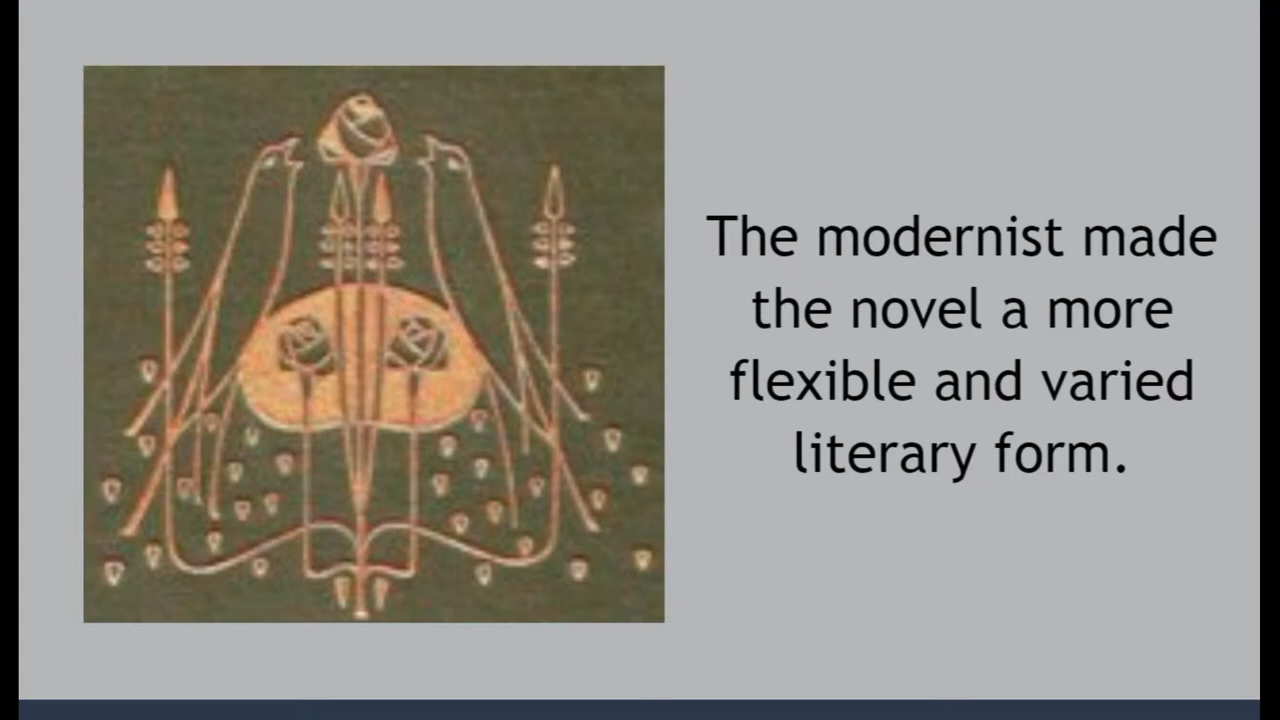 The modernist made
the novel a more
flexible and varied
literary form.